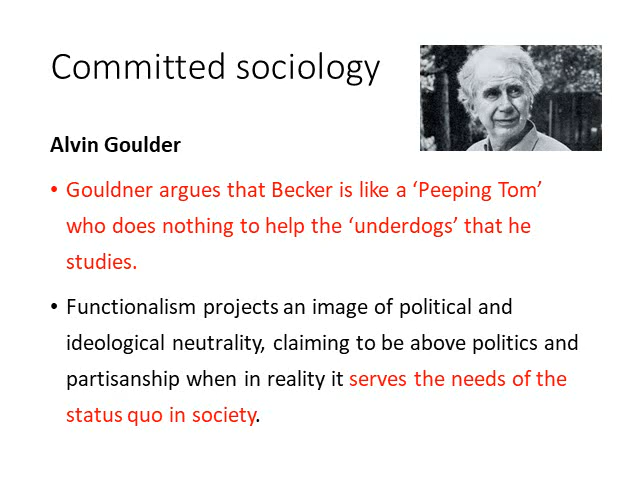 Committed sociology
Alvin Goulder
• Gouldner argues that Becker is like a ‘Peeping Tom’
who does nothing to help the ‘underdogs’ that he
studies.
• Functionalism projects an image of political and
ideological neutrality, claiming to be above politics and
partisanship when in reality it serves the needs of the
status quo in society.